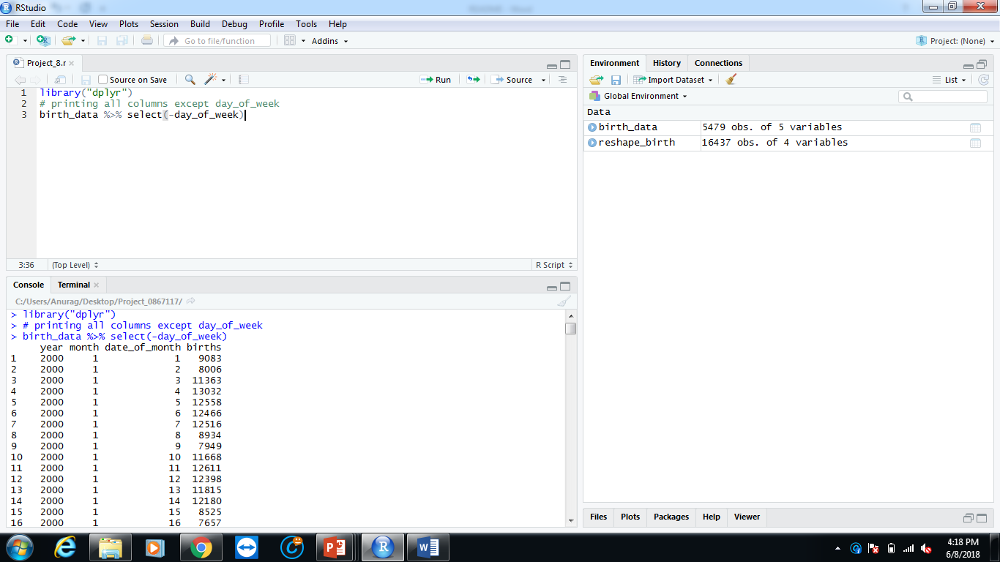 RStudio
File Edit Code View Plots Session Build Debug Profile Tools Help
Go to file/function Addins Project: (None)
Project_8.r
Source on Save Run Source
1 library("dplyr")
2 # printing all columns except day_of_week
3 birth_data %>% select(-day_of_week)
3:36 (Top Level) R Script
Console Terminal
C:/Users/Anurag/Desktop/Project_0867117/
> library("dplyr")
> # printing all columns except day_of_week
> birth_data %>% select(-day_of_week)
year month date_of_month births
1 2000 1 1 9083
2 2000 1 2 8006
3 2000 1 3 11363
4 2000 1 4 13032
5 2000 1 5 12558
6 2000 1 6 12466
7 2000 1 7 12516
8 2000 1 8 8934
9 2000 1 9 7949
10 2000 1 10 11668
11 2000 1 11 12611
12 2000 1 12 12398
13 2000 1 13 11815
14 2000 1 14 12180
15 2000 1 15 8525
16 2000 1 16 7657
Environment History Connections
Import Dataset List
Global Environment
Data
birth_data 5479 obs. of 5 variables
reshape_birth 16437 obs. of 4 variables
Files Plots Packages Help Viewer
4:18 PM
6/8/2018